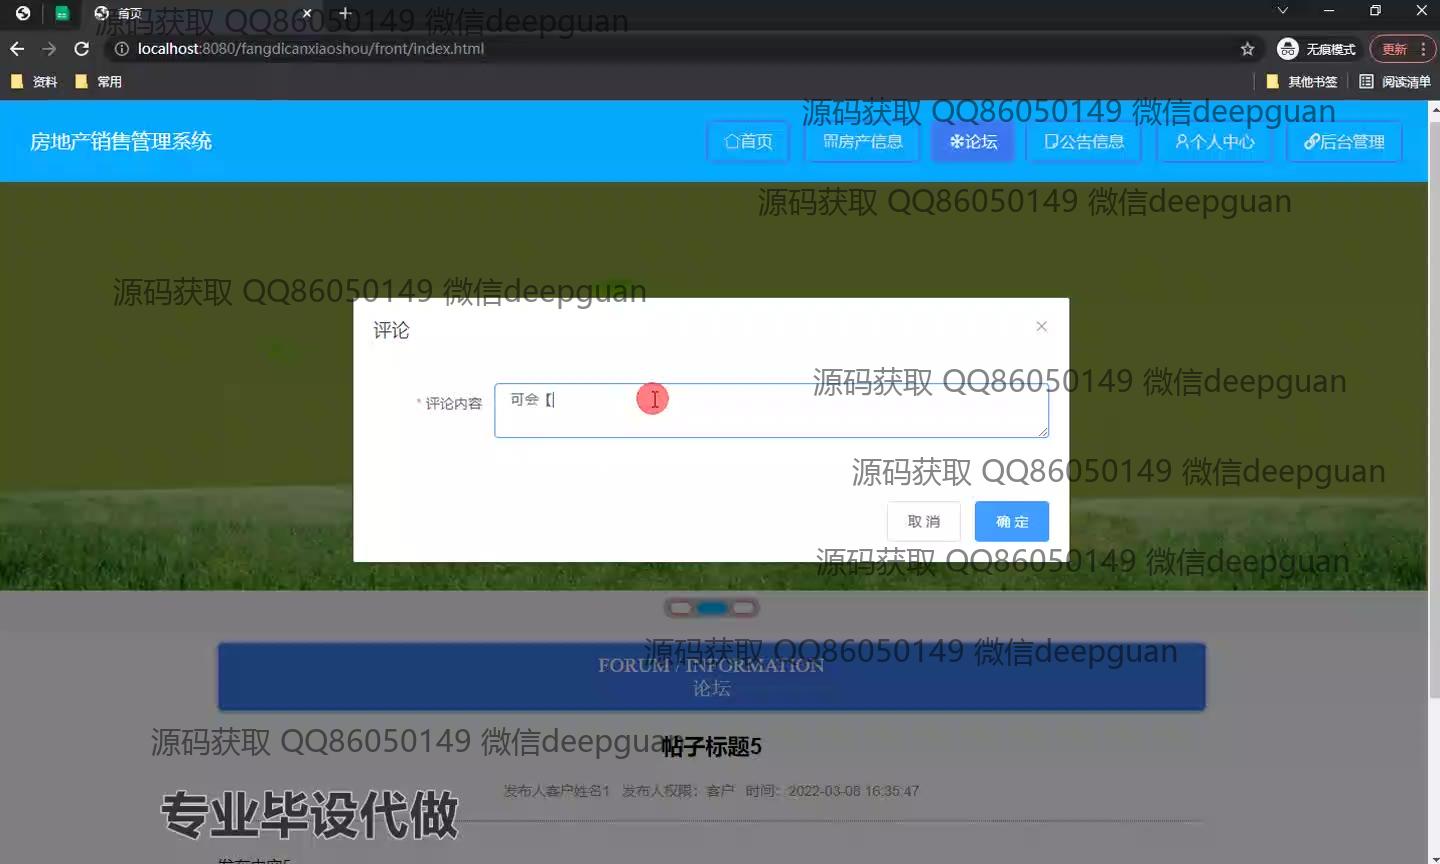 首页
源码获取 QQ86050149 微信deepguan
localhost:8080/fangdicanxiaoshou/front/index.html
无痕模式
更新
资料
常用
其他书签
阅读清单
源码获取 QQ86050149 微信deepguan
房地产销售管理系统
首页
房产信息
论坛
公告信息
个人中心
后台管理
源码获取 QQ86050149 微信deepguan
源码获取 QQ86050149 微信deepguan
评论
源码获取 QQ86050149 微信deepguan
* 评论内容
可会【
源码获取 QQ86050149 微信deepguan
取 消
确 定
源码获取 QQ86050149 微信deepguan
源码获取 QQ86050149 微信deepguan
FORUM / INFORMATION
论坛
源码获取 QQ86050149 微信deepguan
帖子标题5
发布人客户姓名1 发布人权限：客户 时间：2022-03-08 16:35:47
专业毕设代做
发布内容5